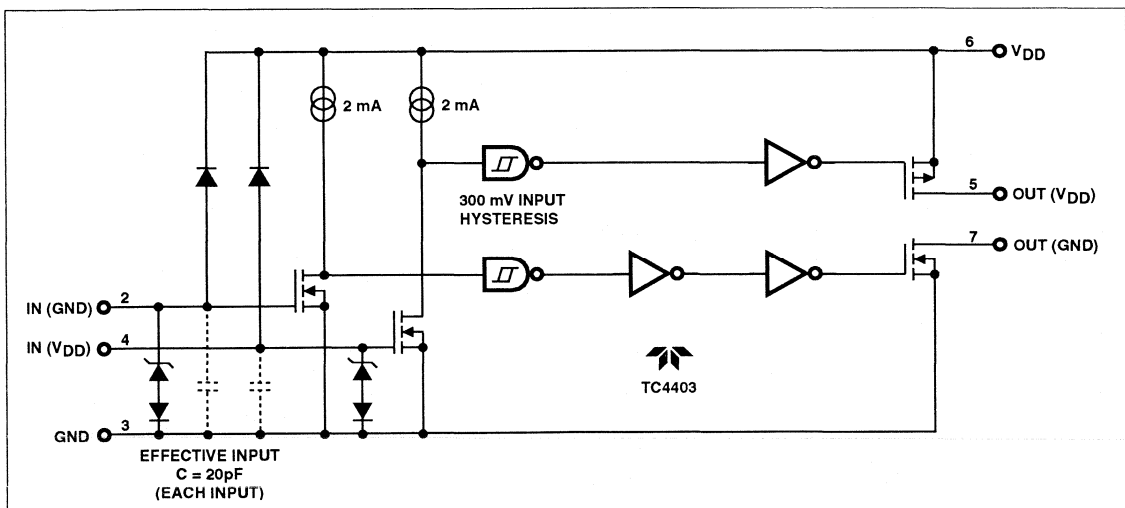 6
V_DD
2 mA
2 mA
5
OUT (V_DD)
300 mV INPUT
HYSTERESIS
7
OUT (GND)
IN (GND)
2
IN (V_DD)
4
TC4403
GND
3
EFFECTIVE INPUT
C = 20pF
(EACH INPUT)